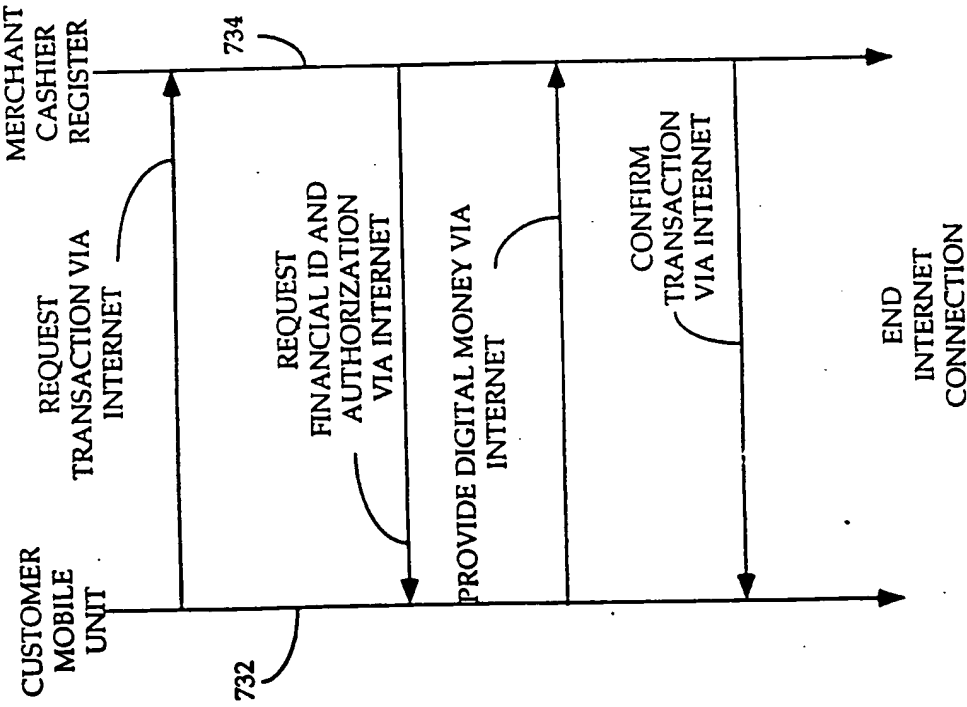 CUSTOMER
MOBILE
UNIT
MERCHANT
CASHIER
REGISTER
732
734
REQUEST
TRANSACTION VIA
INTERNET
REQUEST
FINANCIAL ID AND
AUTHORIZATION
VIA INTERNET
PROVIDE DIGITAL MONEY VIA
INTERNET
CONFIRM
TRANSACTION
VIA INTERNET
END
INTERNET
CONNECTION